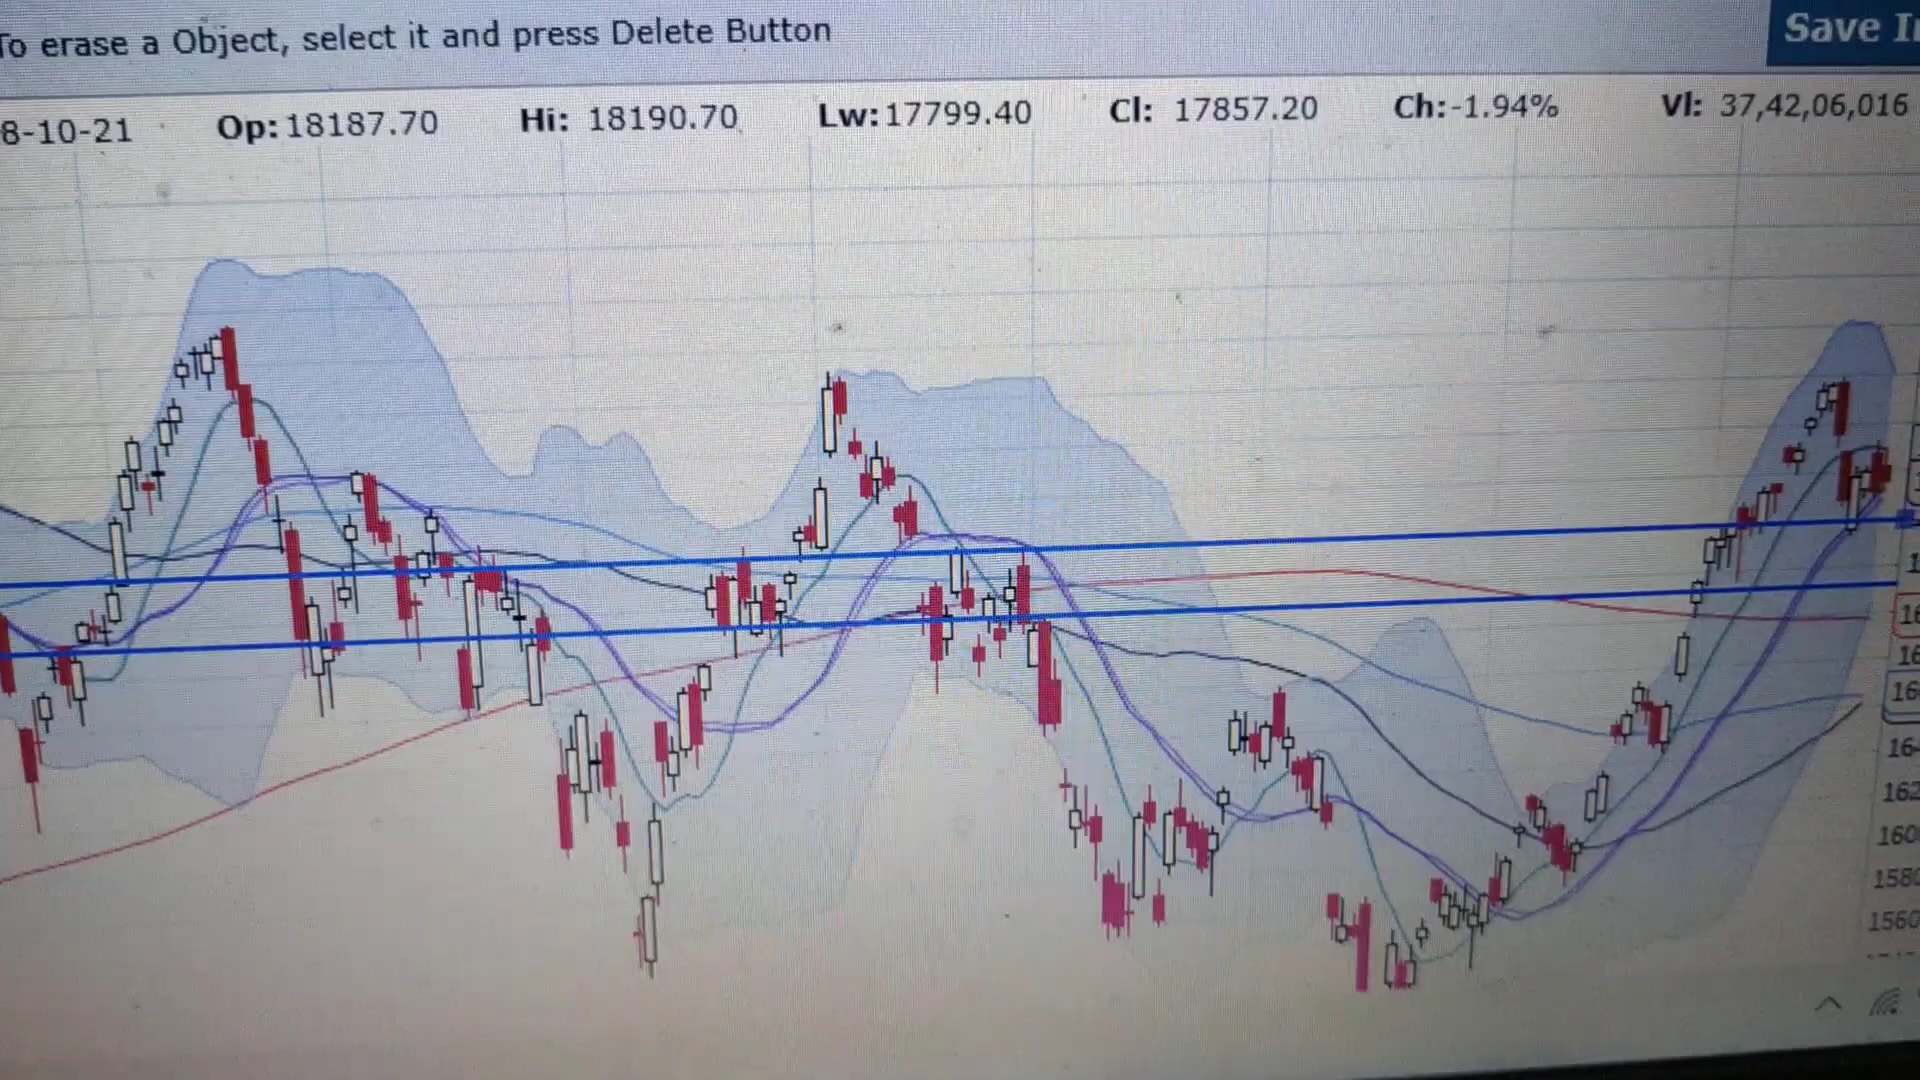 To erase a Object, select it and press Delete Button
Save
8-10-21 Op: 18187.70 Hi: 18190.70 Lw: 17799.40 Cl: 17857.20 Ch: -1.94% Vl: 37,42,06,016